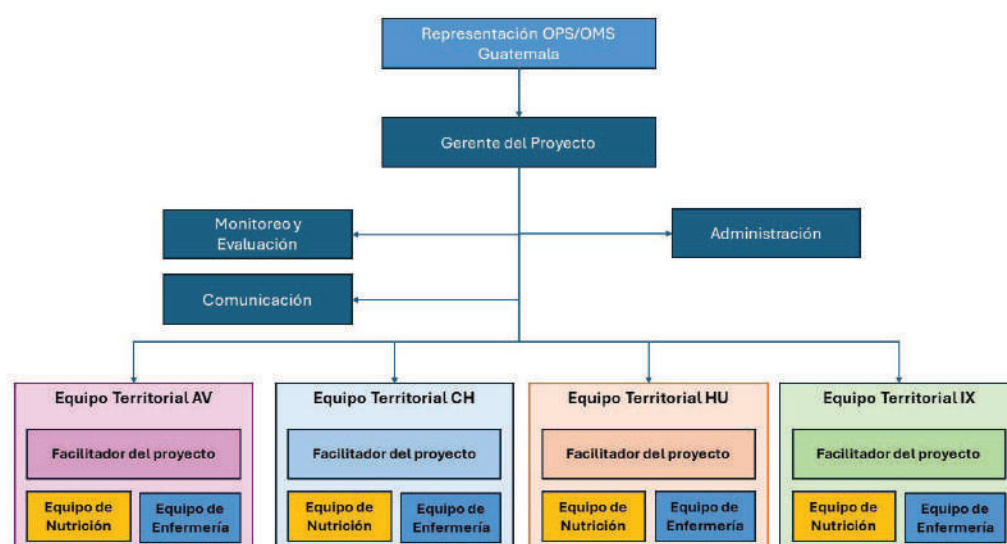 Representación OPS/OMS
Guatemala
Gerente del Proyecto
Monitoreo y
Evaluación
Administración
Comunicación
Equipo Territorial AV
Equipo Territorial CH
Equipo Territorial HU
Equipo Territorial IX
Facilitador del proyecto
Facilitador del proyecto
Facilitador del proyecto
Facilitador del proyecto
Equipo de
Nutrición
Equipo de
Enfermería
Equipo de
Nutrición
Equipo de
Enfermería
Equipo de
Nutrición
Equipo de
Enfermería
Equipo de
Nutrición
Equipo de
Enfermería